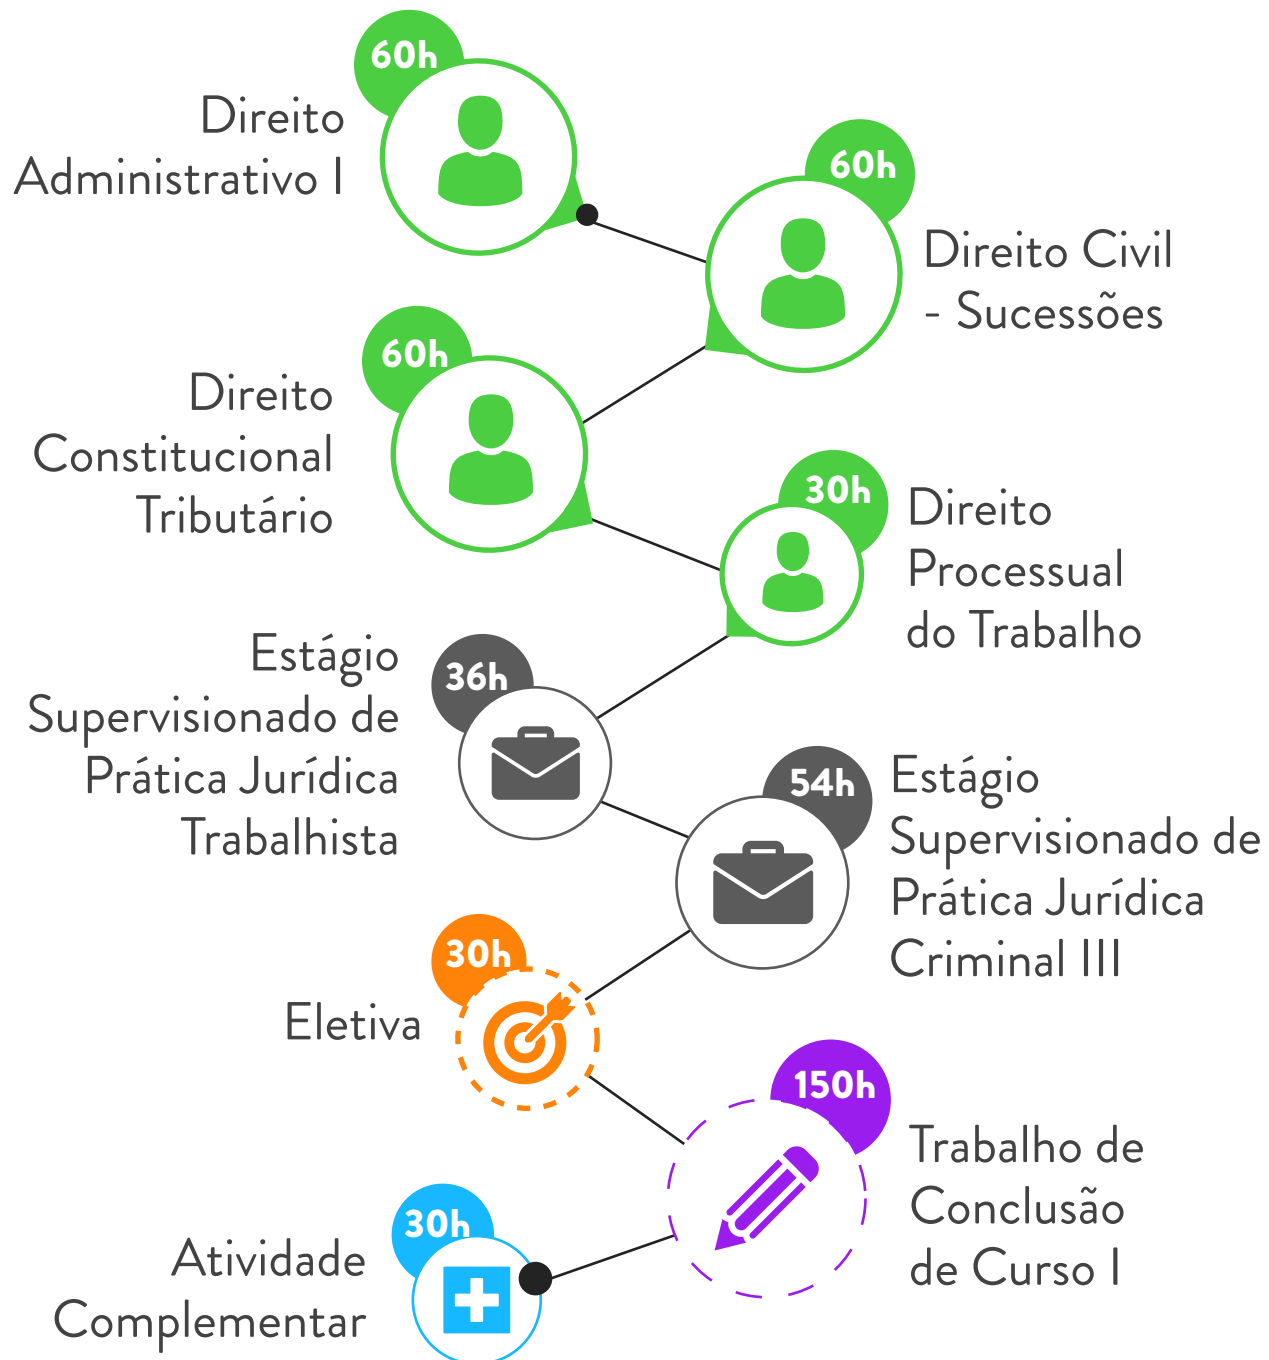 60h
Direito
Administrativo I
60h
Direito Civil
- Sucessões
60h
Direito
Constitucional
Tributário
30h
Direito
Processual
do Trabalho
36h
Estágio
Supervisionado de
Prática Jurídica
Trabalhista
54h
Estágio
Supervisionado de
Prática Jurídica
Criminal III
30h
Eletiva
150h
Trabalho de
Conclusão
de Curso I
30h
Atividade
Complementar